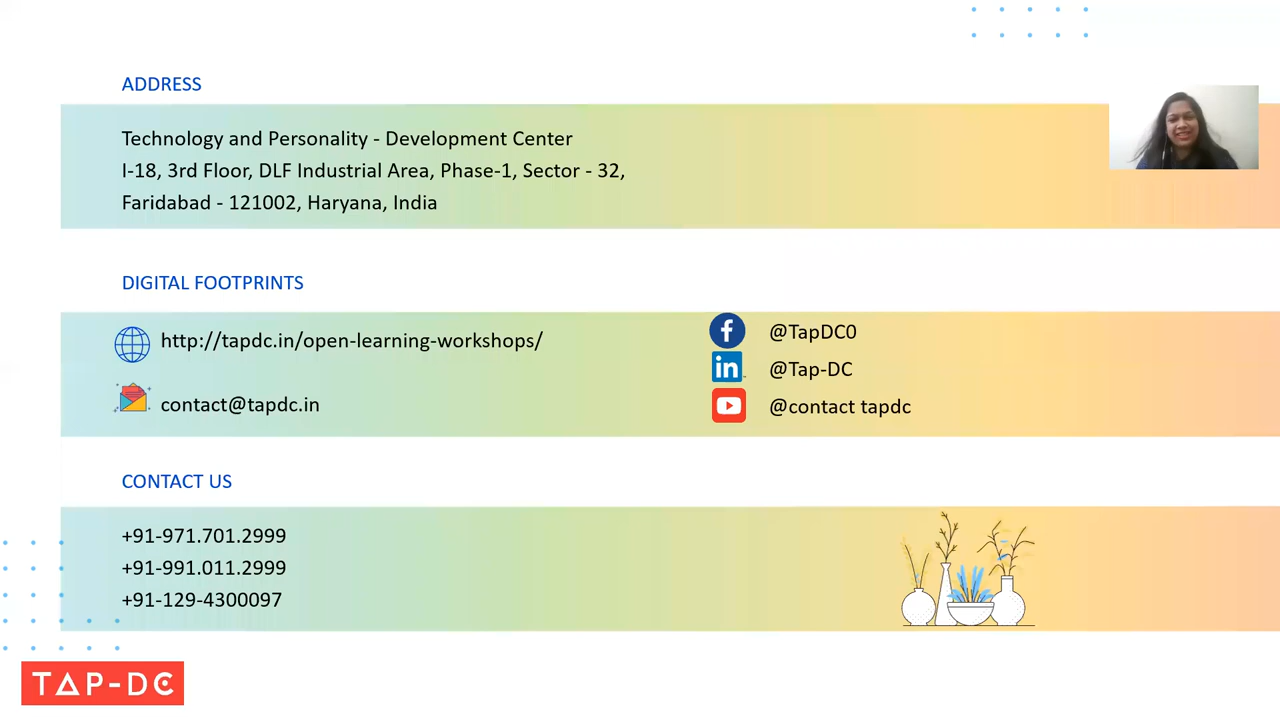 ADDRESS
Technology and Personality - Development Center
I-18, 3rd Floor, DLF Industrial Area, Phase-1, Sector - 32,
Faridabad - 121002, Haryana, India
DIGITAL FOOTPRINTS
http://tapdc.in/open-learning-workshops/
contact@tapdc.in
@TapDC0
@Tap-DC
@contact tapdc
CONTACT US
+91-971.701.2999
+91-991.011.2999
+91-129-4300097
TAP-DC